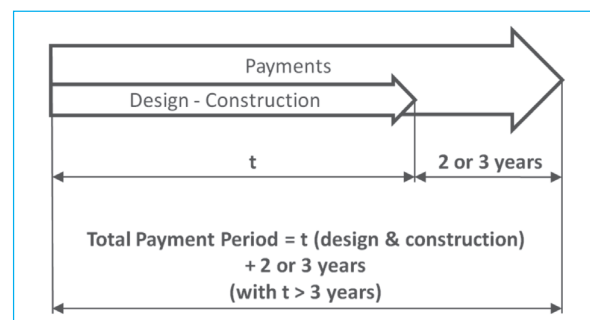 Payments
Design - Construction
t
2 or 3 years
Total Payment Period = t (design & construction)
+ 2 or 3 years
(with t > 3 years)